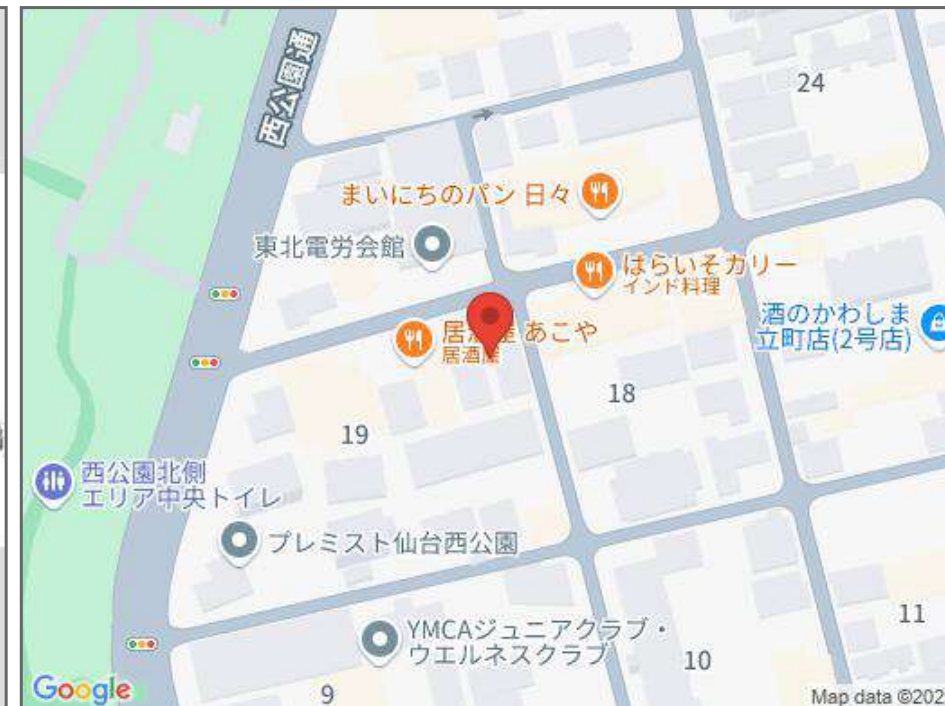 西公園通
24
まいにちのパン 日々
東北電労会館
はらいそカリー
インド料理
酒のかわしま
立町店(2号店)
あこや
居酒屋
18
19
西公園北側
エリア中央トイレ
プレミスト仙台西公園
YMCAジュニアクラブ・
ウエルネスクラブ
11
10
9
Google
Map data ©202